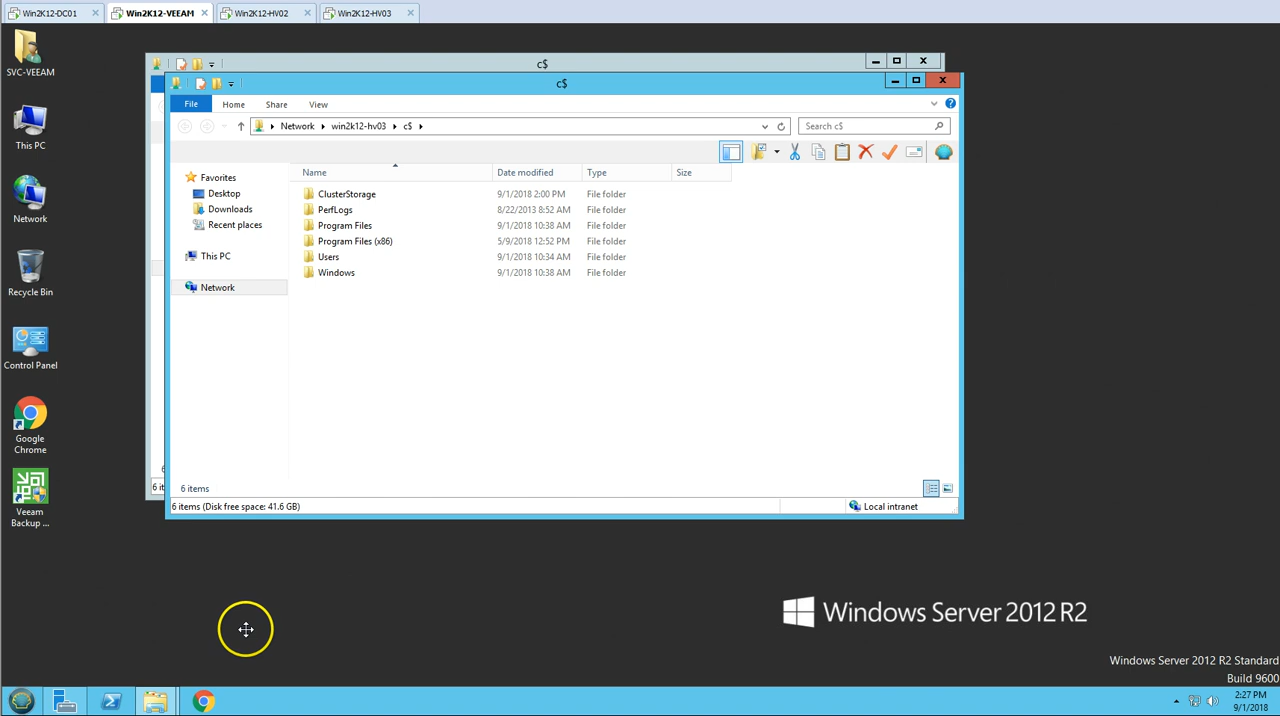 Win2K12-DC01
Win2K12-VEEAM
Win2K12-HV02
Win2K12-HV03
c$
c$
File Home Share View
Network win2k12-hv03 c$
Search c$
Name Date modified Type Size
Favorites
Desktop
Downloads
Recent places
This PC
Network
ClusterStorage 9/1/2018 2:00 PM File folder
PerfLogs 8/22/2013 8:52 AM File folder
Program Files 9/1/2018 10:38 AM File folder
Program Files (x86) 5/9/2018 12:52 PM File folder
Users 9/1/2018 10:34 AM File folder
Windows 9/1/2018 10:38 AM File folder
6 items
6 items (Disk free space: 41.6 GB)
Local intranet
6
6 it
SVC-VEEAM
This PC
Network
Recycle Bin
Control Panel
Google
Chrome
Veeam
Backup ...
Windows Server 2012 R2
Windows Server 2012 R2 Standard
Build 9600
2:27 PM
9/1/2018